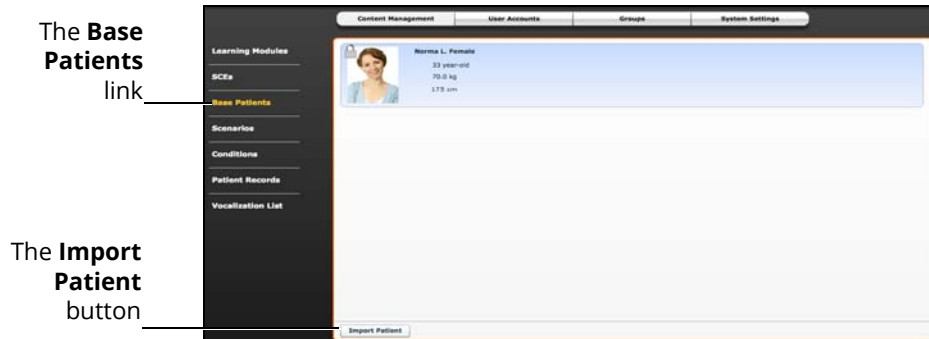 The Base
Patients
link
Content Management
User Accounts
Groups
System Settings
Learning Modules
SCEs
Base Patients
Scenarios
Conditions
Patient Records
Vocalization List
Norma L. Female
33 year-old
70.0 kg
175 cm
The Import
Patient
button
Import Patient